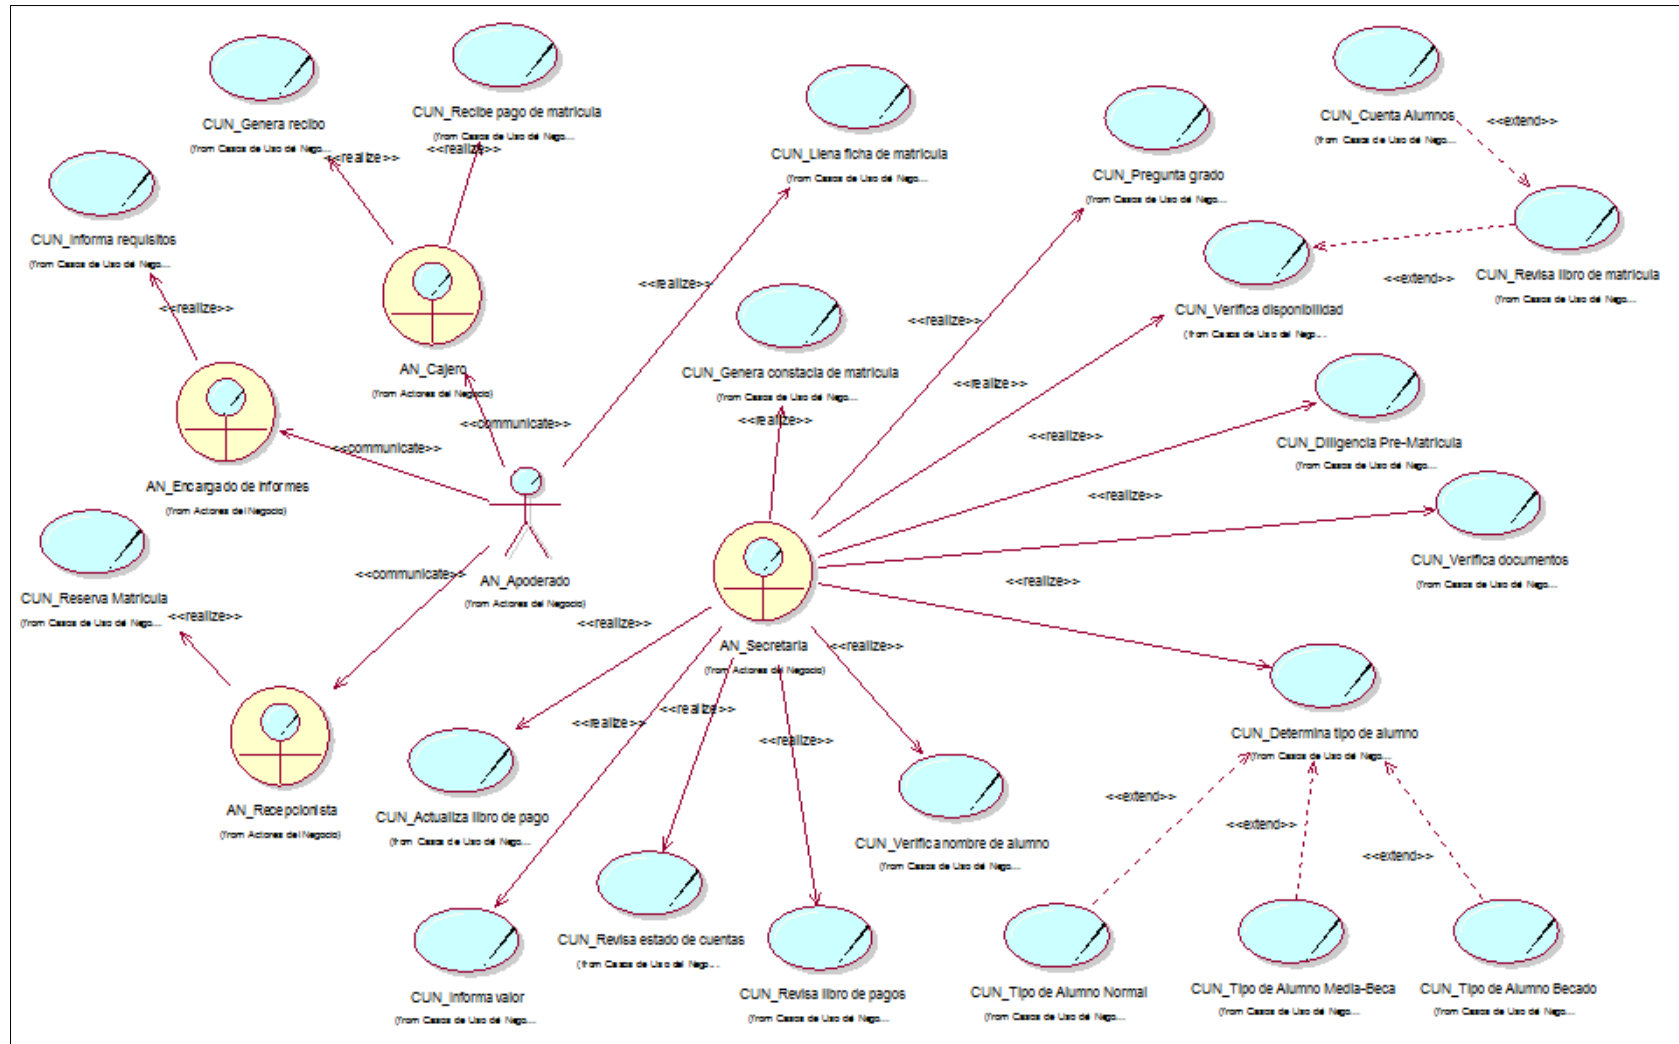 CUN_Genera recibo
(from Casos de Uso del Nego...
CUN_Recibe pago de matricula
(from Casos de Uso del Nego...
CUN_Llena ficha de matricula
(from Casos de Uso del Nego...
CUN_Pregunta grado
(from Casos de Uso del Nego...
CUN_Cuenta Alumnos
(from Casos de Uso del Nego...
<<extend>>
<<realize>>
<<realize>>
CUN_Informa requisitos
(from Casos de Uso del Nego...
CUN_Revisa libro de matricula
(from Casos de Uso del Nego...
<<extend>>
CUN_Verifica disponibilidad
(from Casos de Uso del Nego...
<<realize>>
<<realize>>
<<realize>>
AN_Cajero
(from Actores del Negocio)
CUN_Genera constacia de matricula
(from Casos de Uso del Nego...
<<realize>>
<<realize>>
<<communicate>>
<<communicate>>
<<realize>>
CUN_Diligencia Pre-Matricula
(from Casos de Uso del Nego...
AN_Encargado de informes
(from Actores del Negocio)
<<realize>>
CUN_Verifica documentos
(from Casos de Uso del Nego...
<<communicate>>
AN_Apoderado
(from Actores del Negocio)
<<realize>>
CUN_Reserva Matricula
(from Casos de Uso del Nego...
<<realize>>
<<realize>>
AN_Secretaria
(from Actores del Negocio)
<<realize>>
<<realize>>
<<realize>>
<<realize>>
CUN_Determina tipo de alumno
(from Casos de Uso del Nego...
AN_Recepcionista
(from Actores del Negocio)
CUN_Actualiza libro de pago
(from Casos de Uso del Nego...
CUN_Verifica nombre de alumno
(from Casos de Uso del Nego...
<<extend>>
<<extend>>
<<extend>>
CUN_Revisa estado de cuentas
(from Casos de Uso del Nego...
CUN_Informa valor
(from Casos de Uso del Nego...
CUN_Revisa libro de pagos
(from Casos de Uso del Nego...
CUN_Tipo de Alumno Normal
(from Casos de Uso del Nego...
CUN_Tipo de Alumno Media-Beca
(from Casos de Uso del Nego...
CUN_Tipo de Alumno Becado
(from Casos de Uso del Nego...